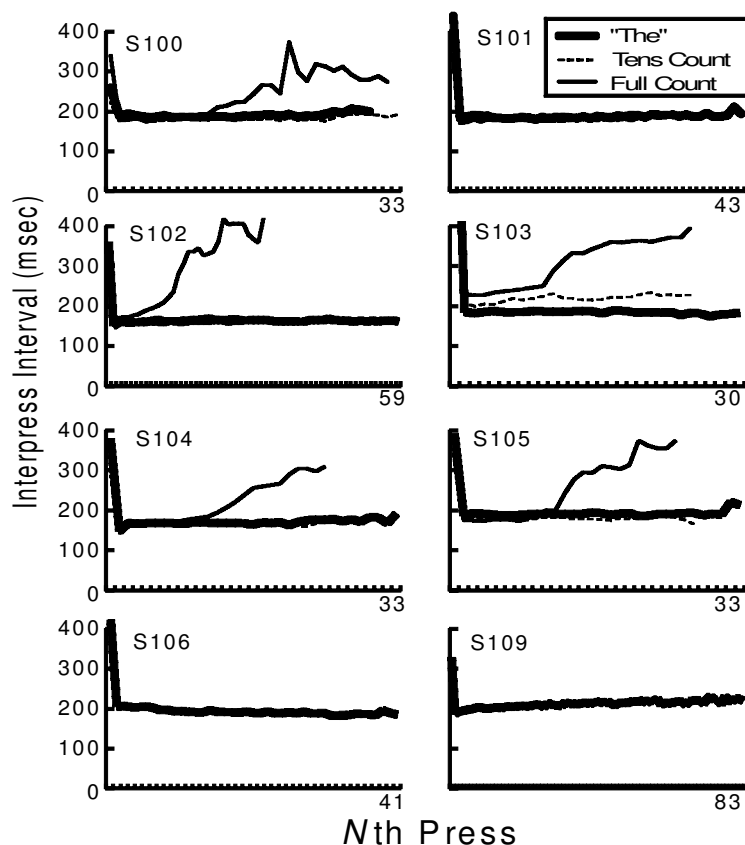 400
300
200
100
0
S100
33
S101
"The"
Tens Count
Full Count
43
400
300
200
100
0
S102
59
S103
30
400
300
200
100
0
S104
33
S105
33
400
300
200
100
0
S106
41
S109
83
Interpress Interval (msec)
Nth Press